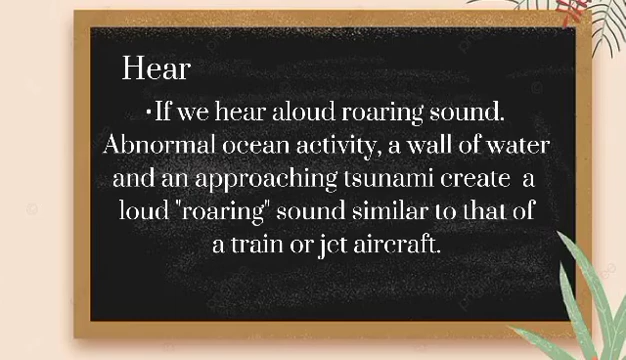 Hear
•If we hear aloud roaring sound.
Abnormal ocean activity, a wall of water
and an approaching tsunami create a
loud "roaring" sound similar to that of
a train or jet aircraft.